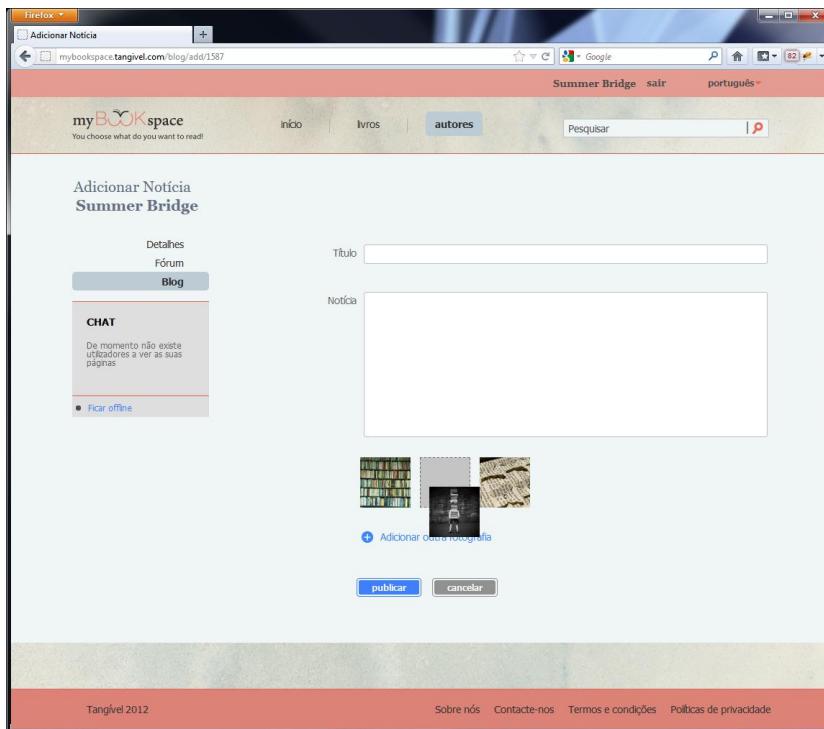 Firefox
Adicionar Notícia
mybookspace.tangivel.com/blog/add/1587
Google
82
Summer Bridge sair português
myBOOKspace
You choose what do you want to read!
início livros autores
Pesquisar
Adicionar Notícia
Summer Bridge
Detalhes
Fórum
Blog
CHAT
De momento não existe
utilizadores a ver as suas
páginas
Ficar offline
Título
Notícia
Adicionar outra fotografia
publicar cancelar
Tangível 2012
Sobre nós Contacte-nos Termos e condições Políticas de privacidade